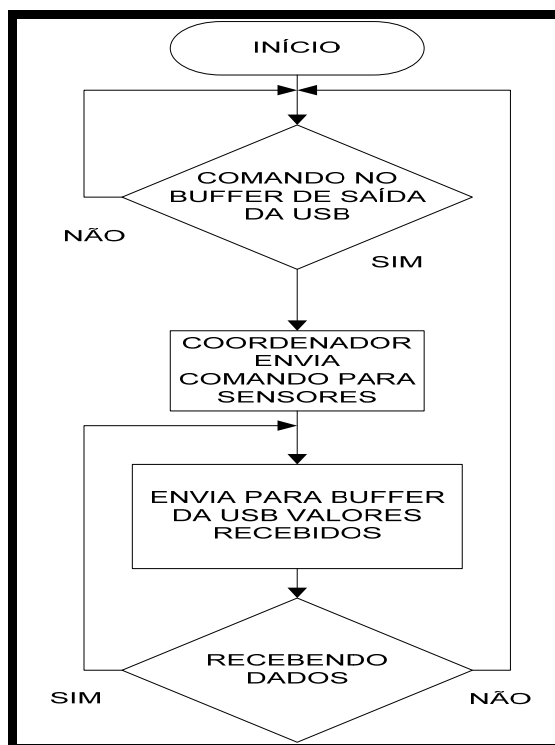 INÍCIO
COMANDO NO
BUFFER DE SAÍDA
DA USB
NÃO
SIM
COORDENADOR
ENVIA
COMANDO PARA
SENSORES
ENVIA PARA BUFFER
DA USB VALORES
RECEBIDOS
RECEBENDO
DADOS
SIM
NÃO